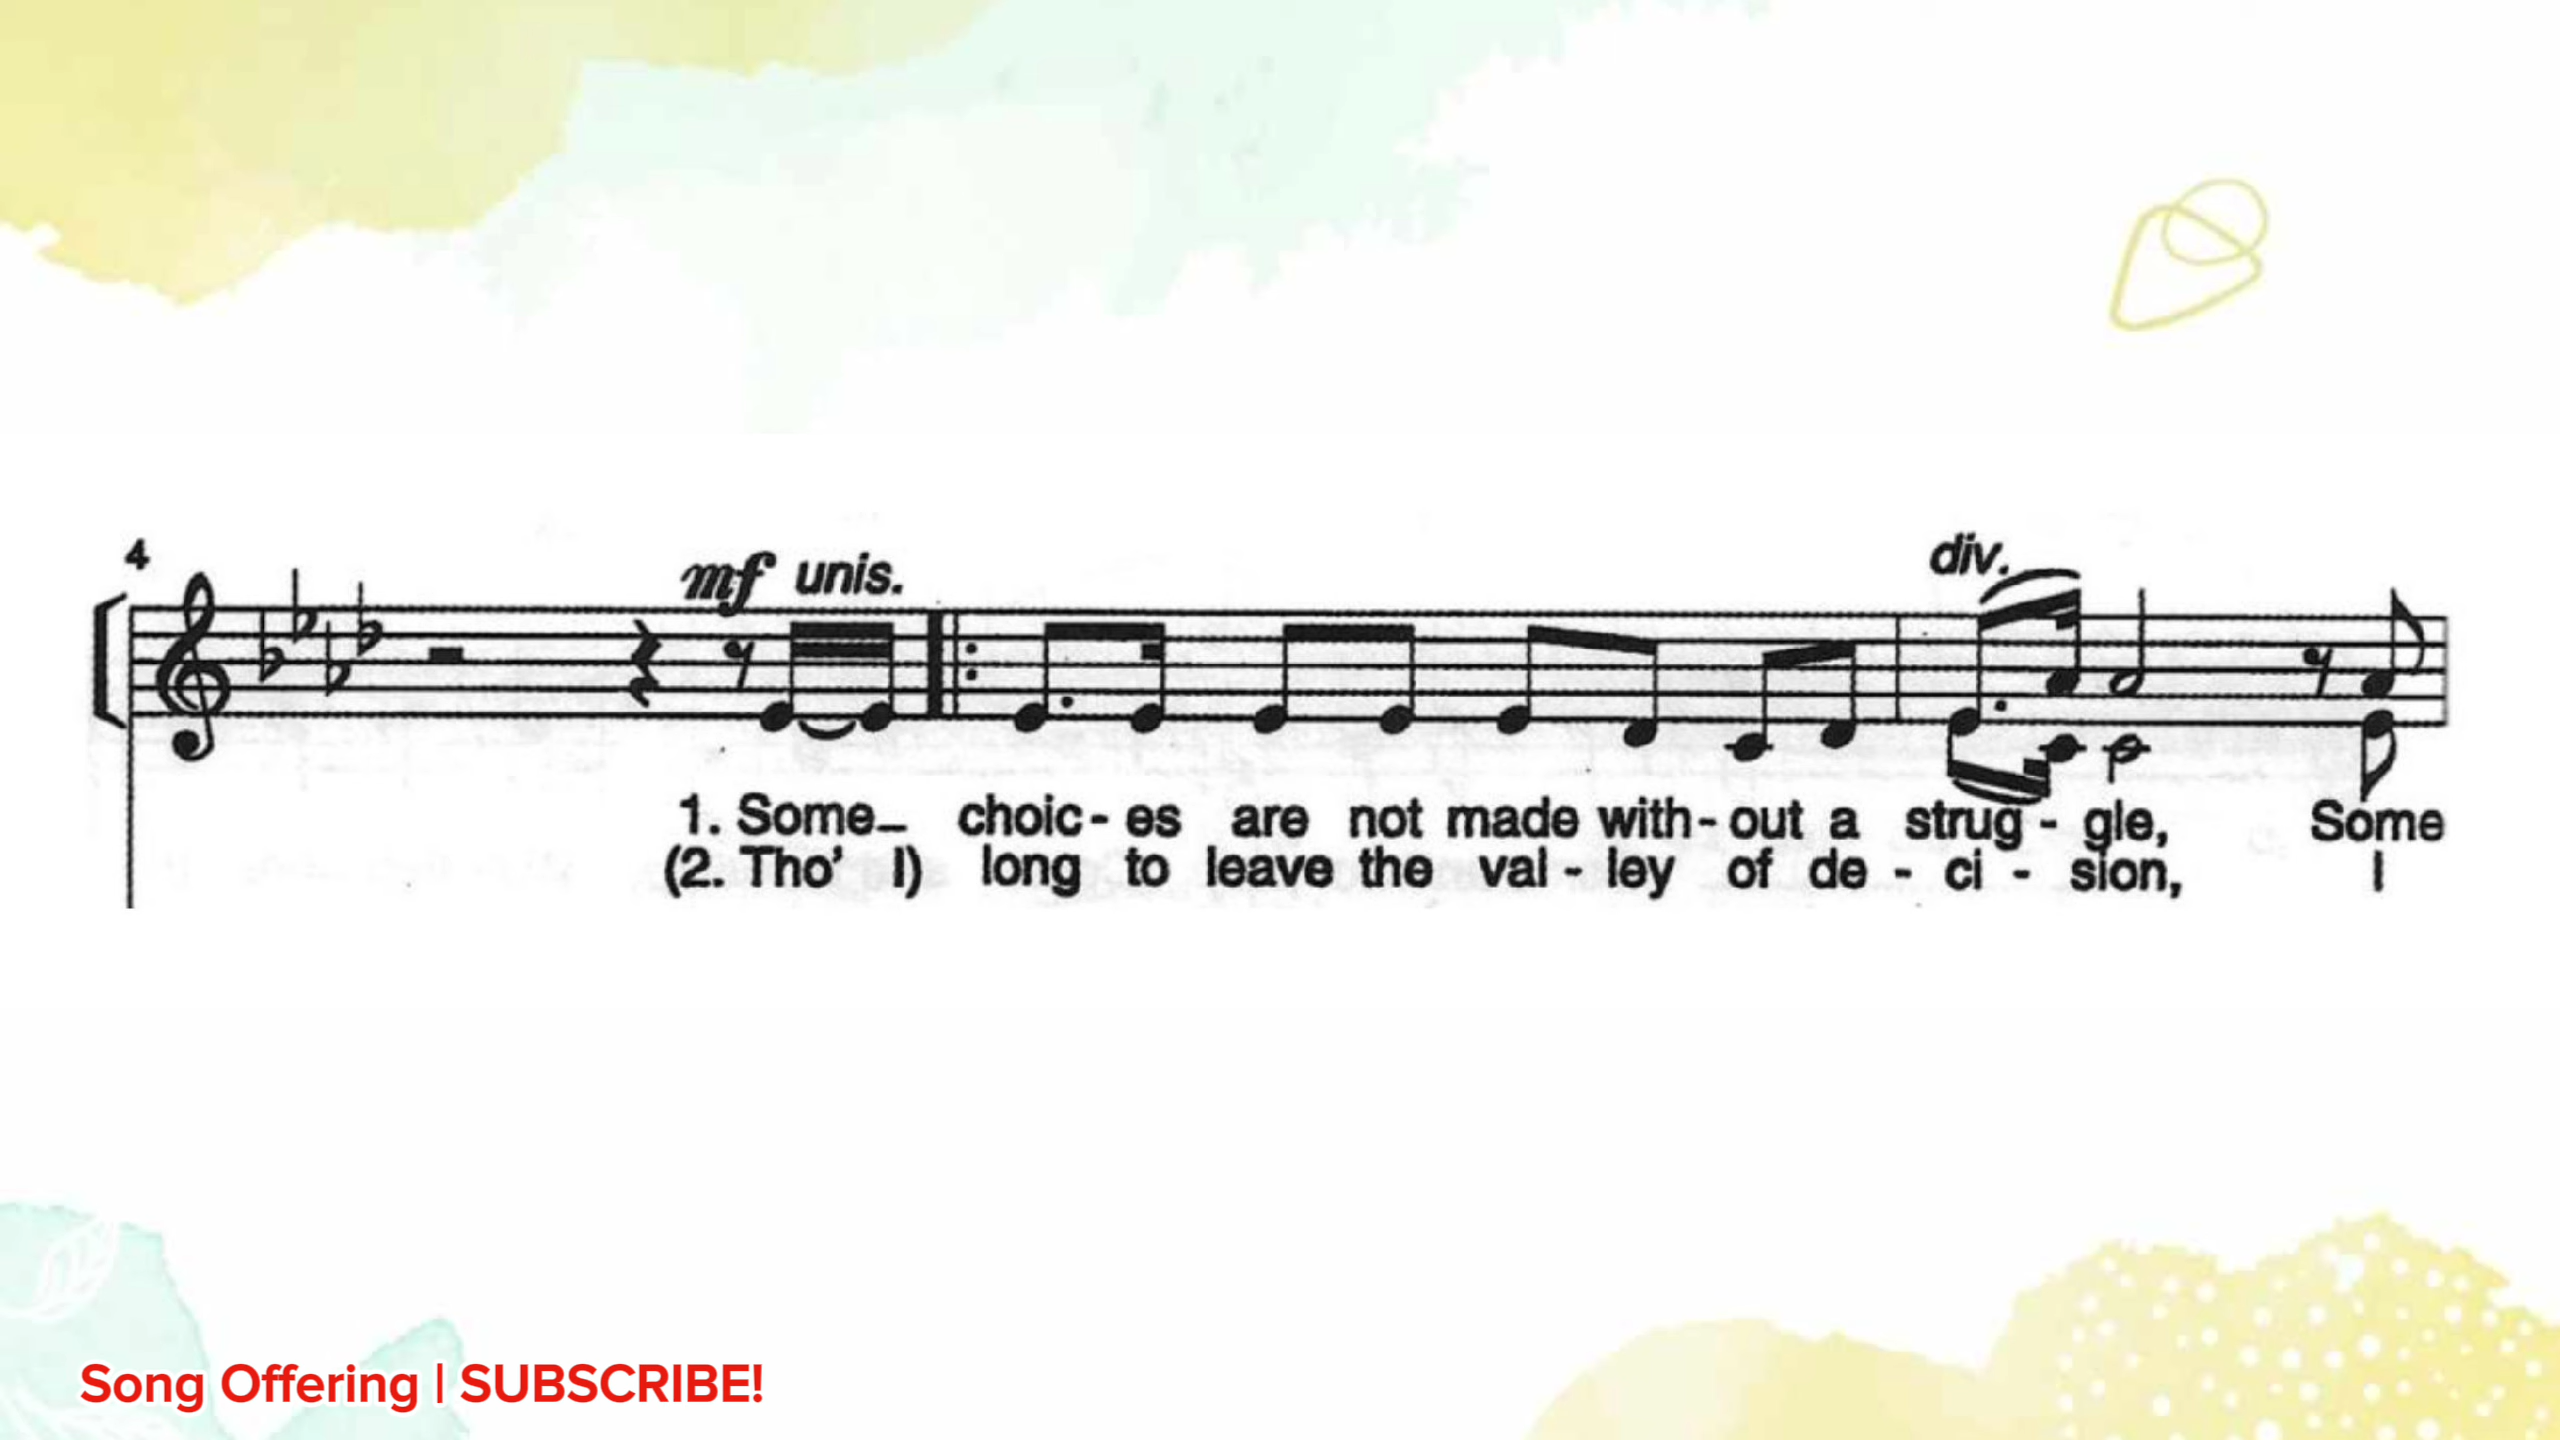 4
mf unis.
div.
1. Some_ choic - es are not made with - out a strug - gle, Some
(2. Tho' I) long to leave the val - ley of de - ci - sion, I
Song Offering | SUBSCRIBE!